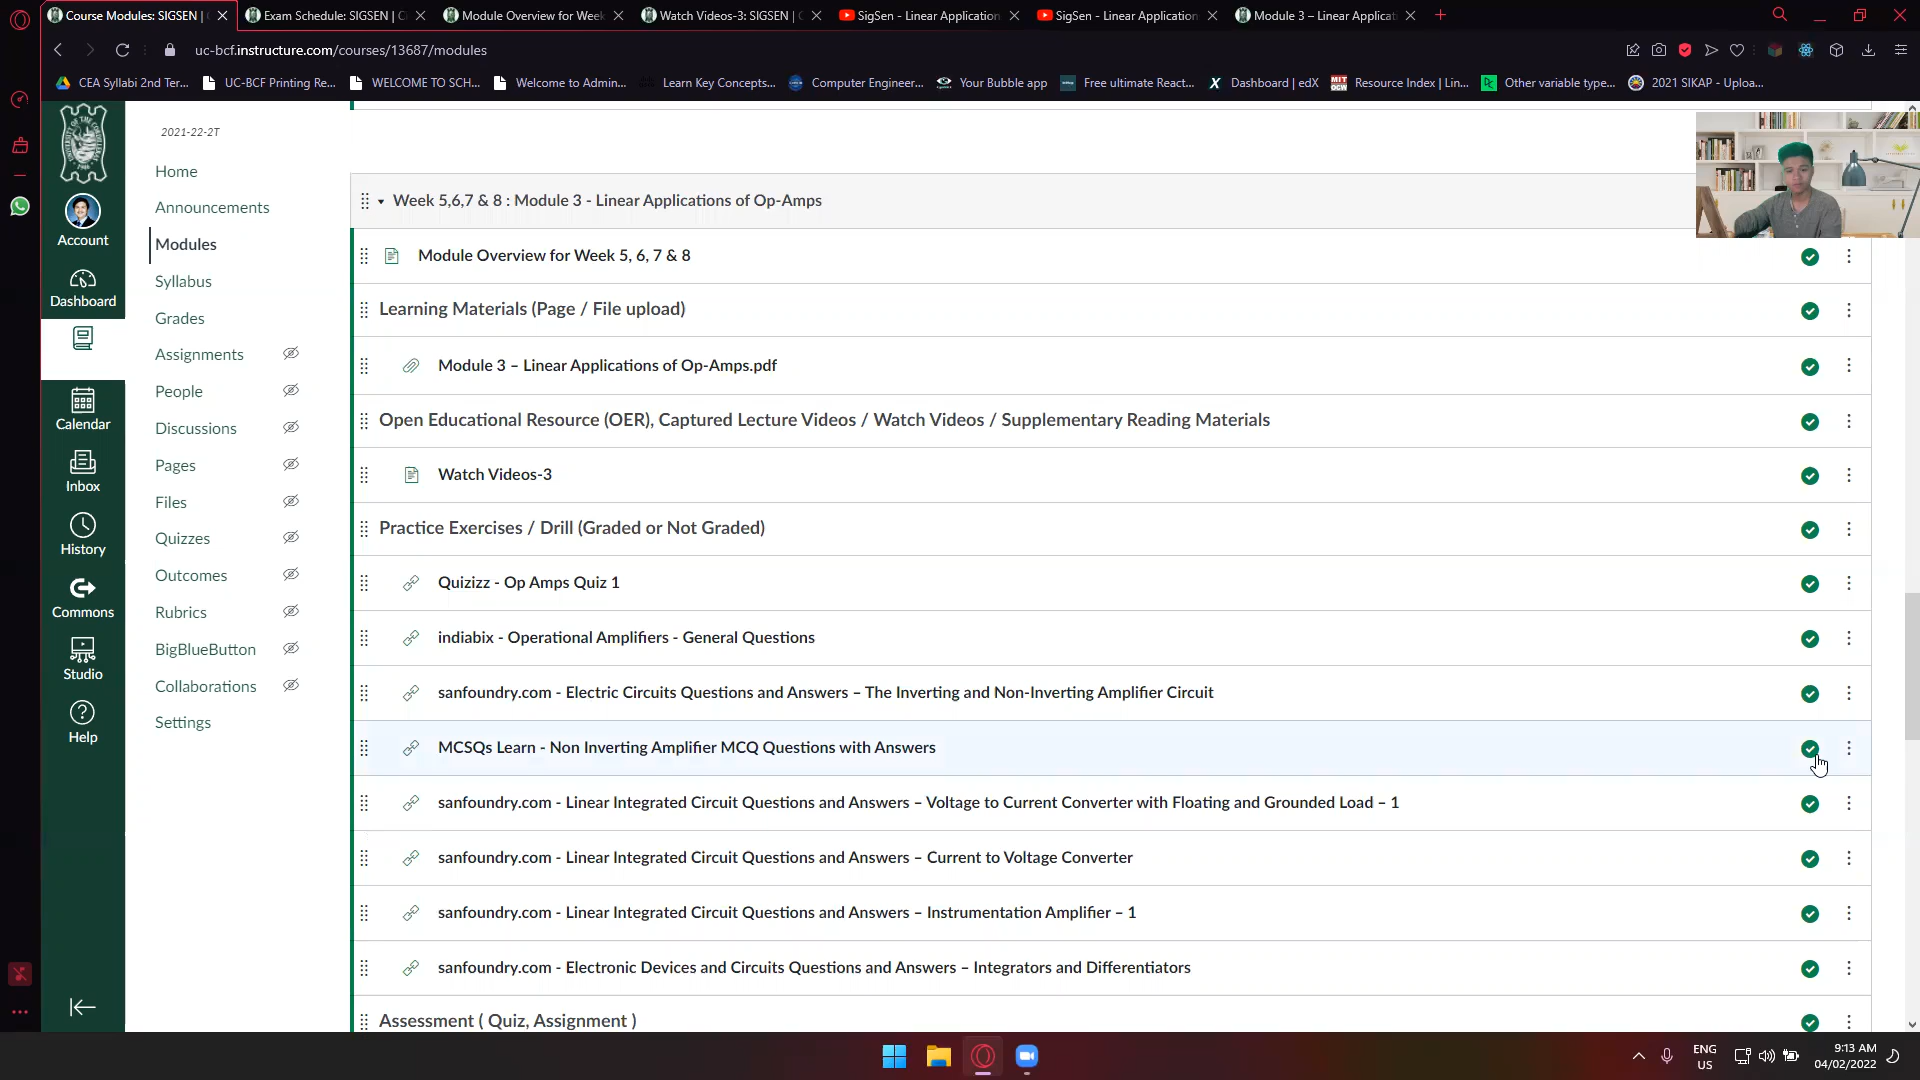 Course Modules: SIGSEN |
Exam Schedule: SIGSEN | C
Module Overview for Week
Watch Videos-3: SIGSEN | C
SigSen - Linear Application
SigSen - Linear Application
Module 3 – Linear Applicat
uc-bcf.instructure.com/courses/13687/modules
CEA Syllabi 2nd Ter...
UC-BCF Printing Re...
WELCOME TO SCH...
Welcome to Admin...
Learn Key Concepts...
Computer Engineer...
Your Bubble app
Free ultimate React...
Dashboard | edX
Resource Index | Lin...
Other variable type...
2021 SIKAP - Uploa...
Account
Dashboard
Calendar
Inbox
History
Commons
Studio
Help
2021-22-2T
Home
Announcements
Modules
Syllabus
Grades
Assignments
People
Discussions
Pages
Files
Quizzes
Outcomes
Rubrics
BigBlueButton
Collaborations
Settings
Week 5,6,7 & 8 : Module 3 - Linear Applications of Op-Amps
Module Overview for Week 5, 6, 7 & 8
Learning Materials (Page / File upload)
Module 3 – Linear Applications of Op-Amps.pdf
Open Educational Resource (OER), Captured Lecture Videos / Watch Videos / Supplementary Reading Materials
Watch Videos-3
Practice Exercises / Drill (Graded or Not Graded)
Quizizz - Op Amps Quiz 1
indiabix - Operational Amplifiers - General Questions
sanfoundry.com - Electric Circuits Questions and Answers – The Inverting and Non-Inverting Amplifier Circuit
MCSQs Learn - Non Inverting Amplifier MCQ Questions with Answers
sanfoundry.com - Linear Integrated Circuit Questions and Answers – Voltage to Current Converter with Floating and Grounded Load – 1
sanfoundry.com - Linear Integrated Circuit Questions and Answers – Current to Voltage Converter
sanfoundry.com - Linear Integrated Circuit Questions and Answers – Instrumentation Amplifier – 1
sanfoundry.com - Electronic Devices and Circuits Questions and Answers – Integrators and Differentiators
Assessment ( Quiz, Assignment )
ENG
US
9:13 AM
04/02/2022